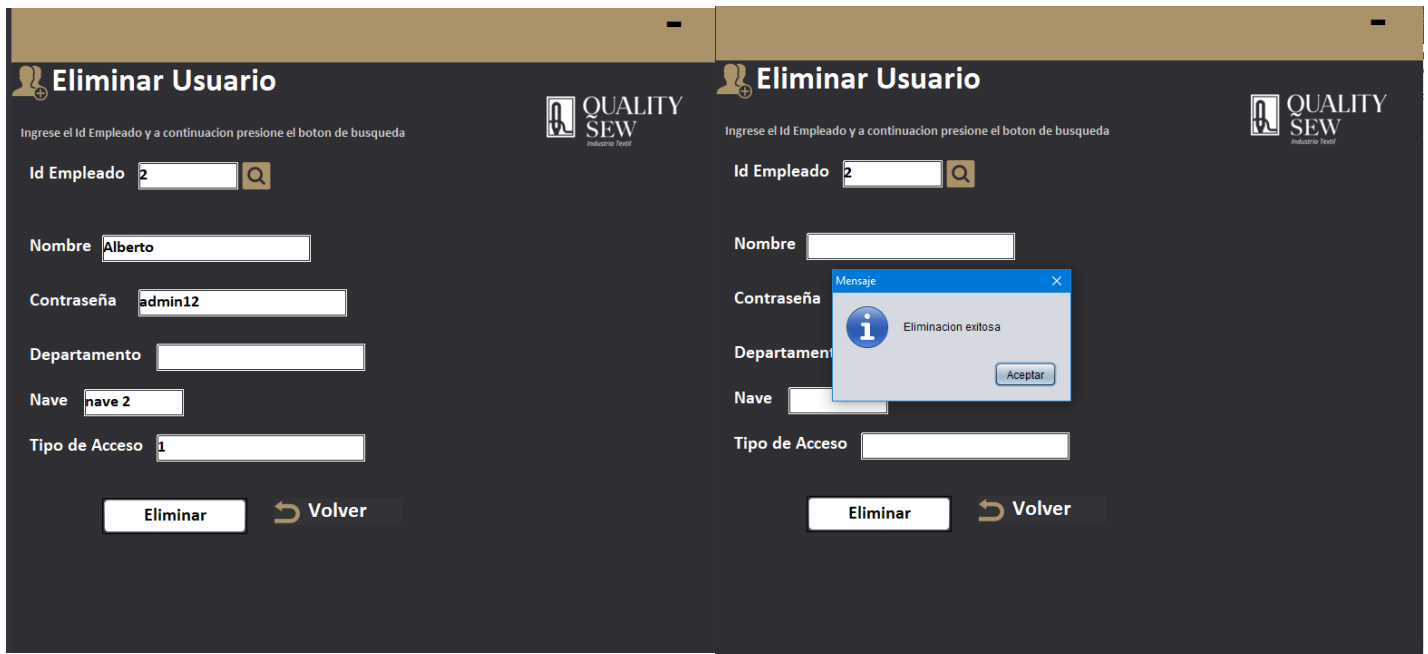 -
Eliminar Usuario
QUALITY
SEW
Industria Textil
Ingrese el Id Empleado y a continuacion presione el boton de busqueda
Id Empleado 2
Nombre Alberto
Contraseña admin12
Departamento
Nave nave 2
Tipo de Acceso 1
Eliminar Volver
-
Eliminar Usuario
QUALITY
SEW
Industria Textil
Ingrese el Id Empleado y a continuacion presione el boton de busqueda
Id Empleado 2
Nombre
Mensaje
Contraseña
Eliminacion exitosa
Departament
Aceptar
Nave
Tipo de Acceso
Eliminar Volver